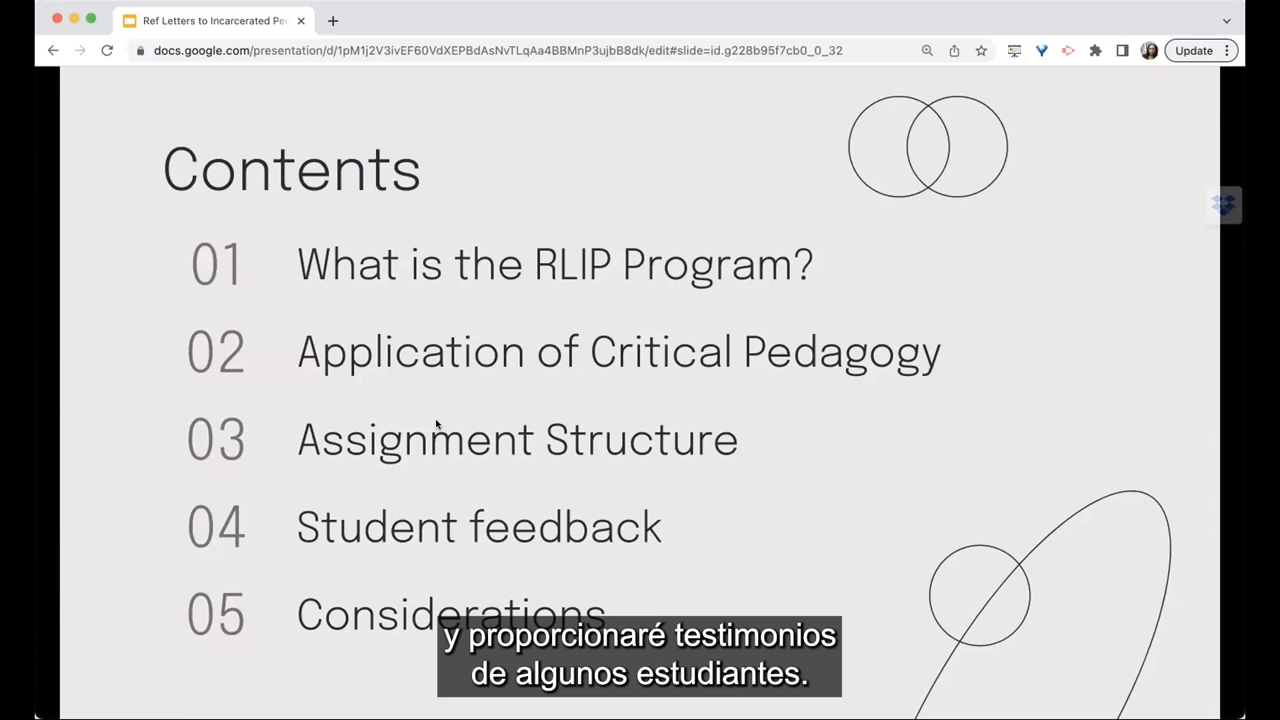 Ref Letters to Incarcerated Pe
docs.google.com/presentation/d/1pM1j2V3ivEF60VdXEPBdAsNvTLqAa4BBMnP3ujbB8dk/edit#slide=id.g228b95f7cb0_0_32
Update
Contents
01 What is the RLIP Program?
02 Application of Critical Pedagogy
03 Assignment Structure
04 Student feedback
05 Considerations
y proporcionaré testimonios
de algunos estudiantes.